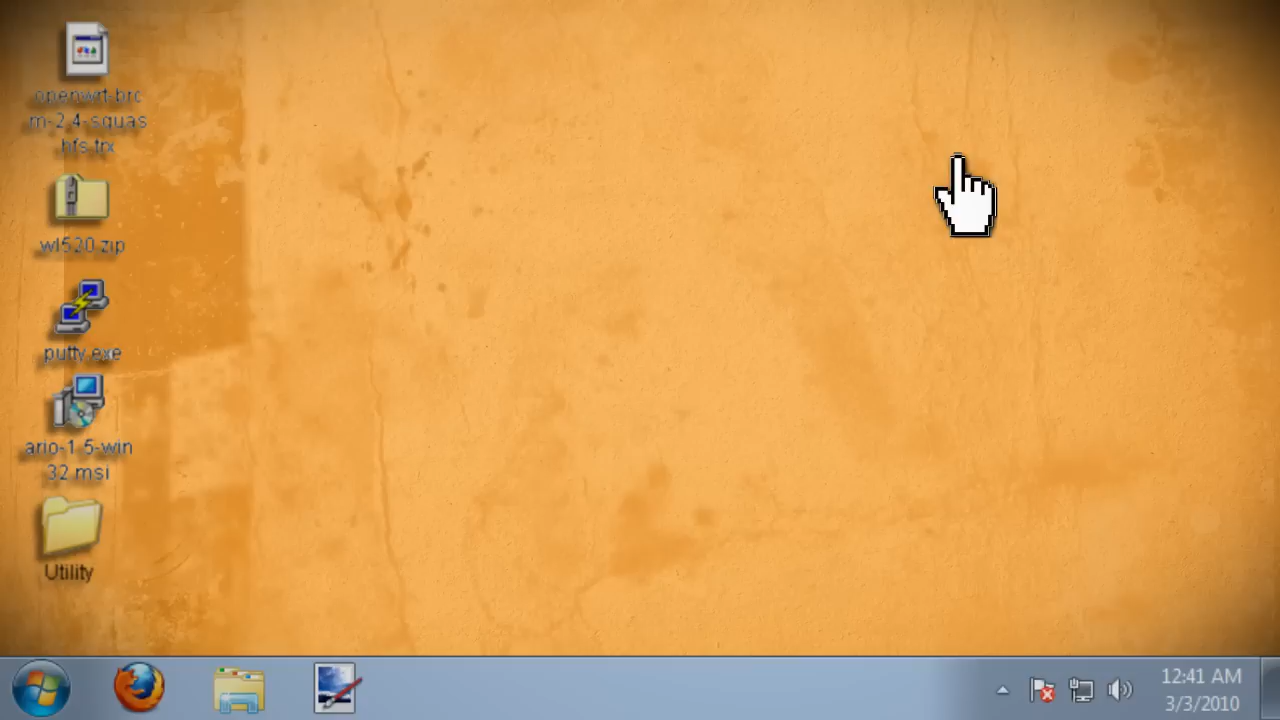 openwrt-brc
m-2.4-squas
hfs.trx
wl520.zip
putty.exe
ario-1.5-win
32.msi
Utility
12:41 AM
3/3/2010